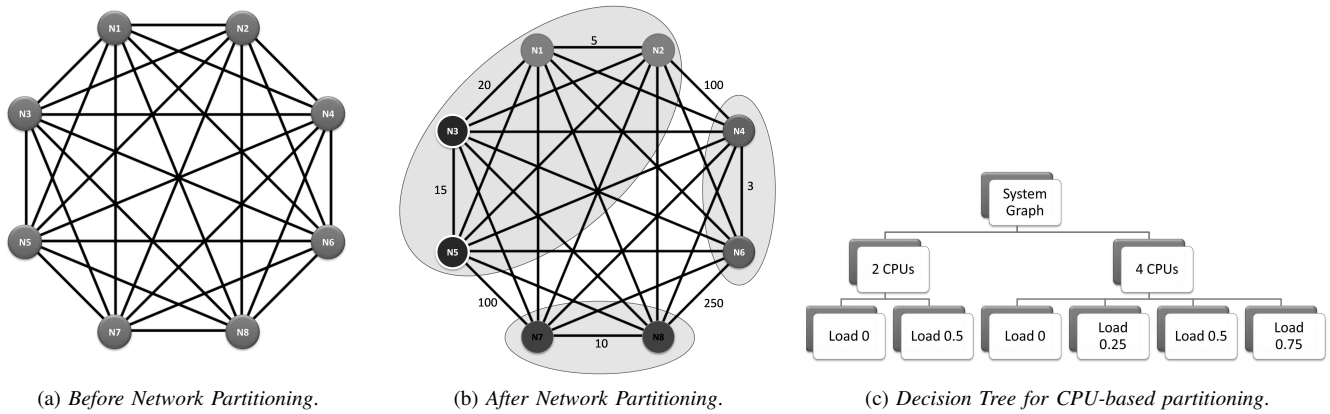 N1
N2
N3
N4
N5
N6
N7
N8
(a) Before Network Partitioning.
5
N1
N2
20
100
N3
N4
15
3
N5
N6
100
250
N7
N8
10
(b) After Network Partitioning.
System
Graph
2 CPUs
4 CPUs
Load 0
Load 0.5
Load 0
Load
0.25
Load 0.5
Load
0.75
(c) Decision Tree for CPU-based partitioning.